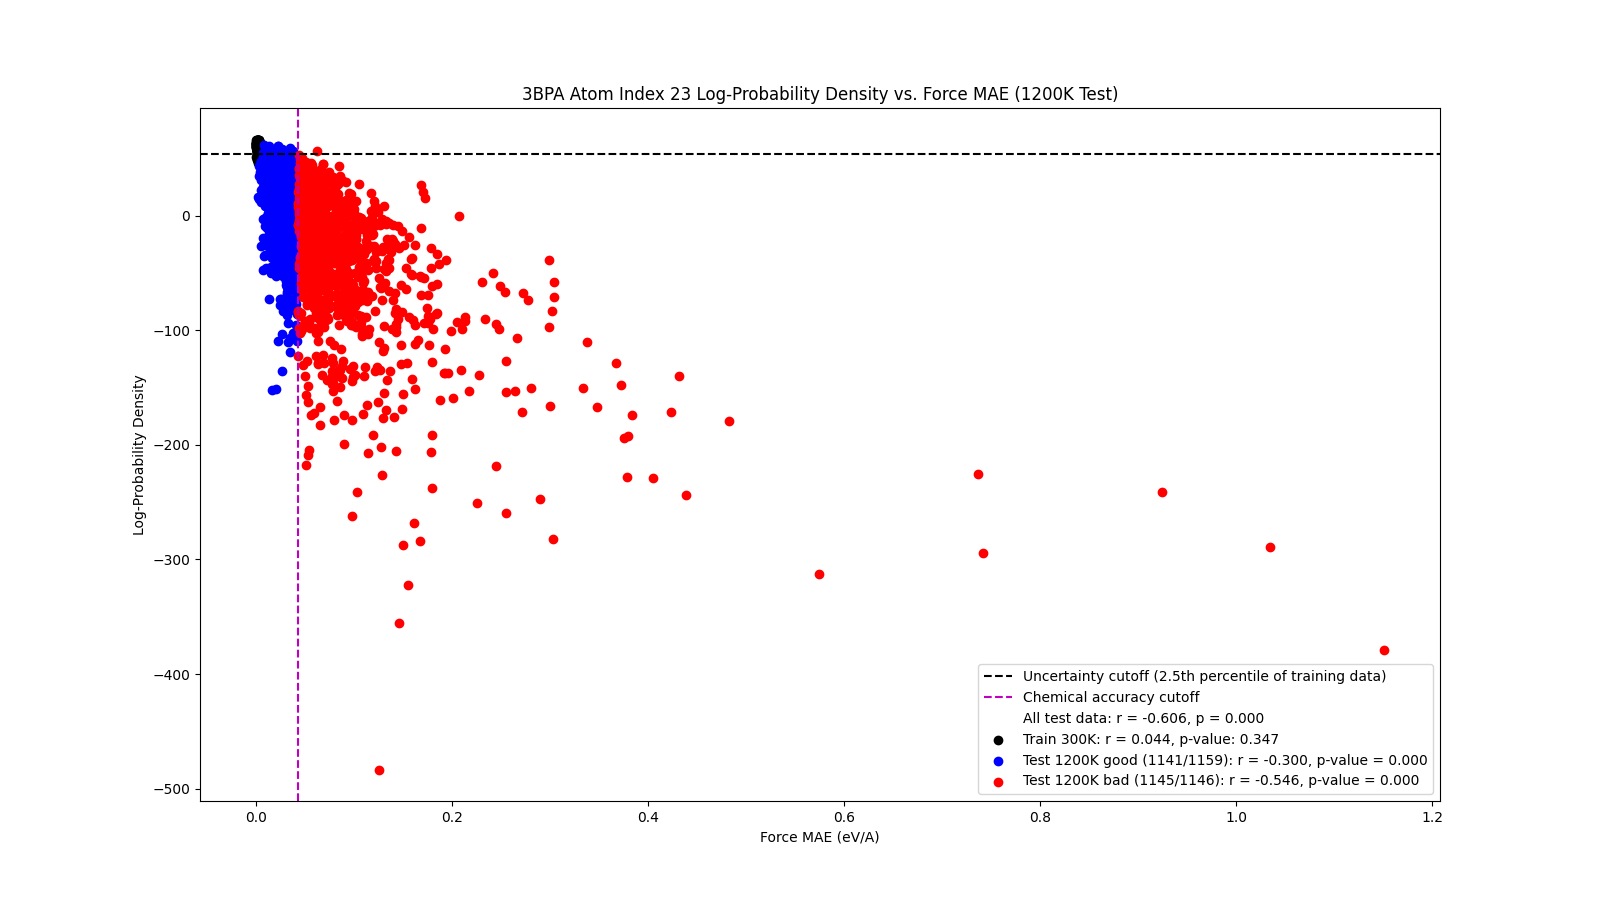 3BPA Atom Index 23 Log-Probability Density vs. Force MAE (1200K Test)
Log-Probability Density
0
−100
−200
−300
−400
−500
0.0 0.2 0.4 0.6 0.8 1.0 1.2
Force MAE (eV/A)
Uncertainty cutoff (2.5th percentile of training data)
Chemical accuracy cutoff
All test data: r = -0.606, p = 0.000
Train 300K: r = 0.044, p-value: 0.347
Test 1200K good (1141/1159): r = -0.300, p-value = 0.000
Test 1200K bad (1145/1146): r = -0.546, p-value = 0.000